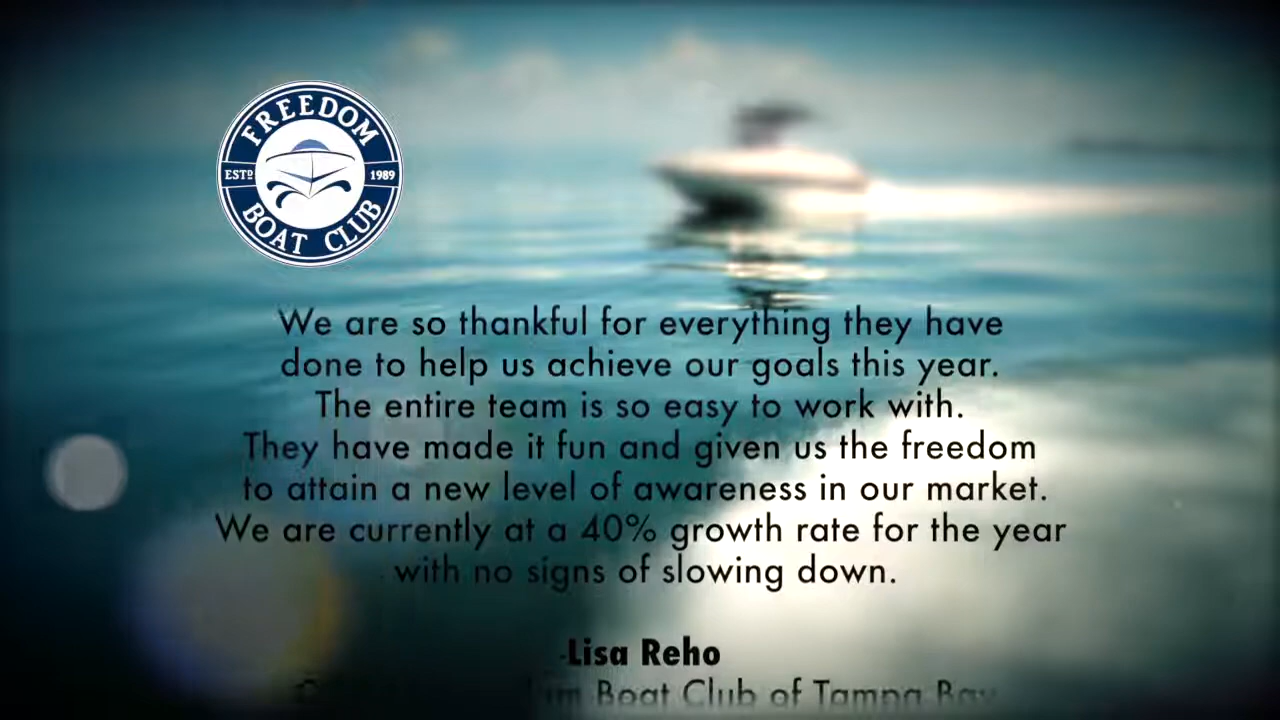 FREEDOM
ESTD 1989
BOAT CLUB
We are so thankful for everything they have
done to help us achieve our goals this year.
The entire team is so easy to work with.
They have made it fun and given us the freedom
to attain a new level of awareness in our market.
We are currently at a 40% growth rate for the year
with no signs of slowing down.
-Lisa Reho
Boat Club of Tampa Bay